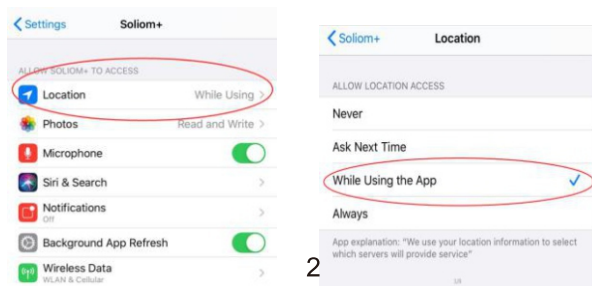 Settings Soliom+
ALLOW SOLIOM+ TO ACCESS
Location While Using
Photos Read and Write
Microphone
Siri & Search
Notifications
Off
Background App Refresh
Wireless Data
WLAN & Cellular
2
Soliom+ Location
ALLOW LOCATION ACCESS
Never
Ask Next Time
While Using the App
Always
App explanation: "We use your location information to select
which servers will provide service"